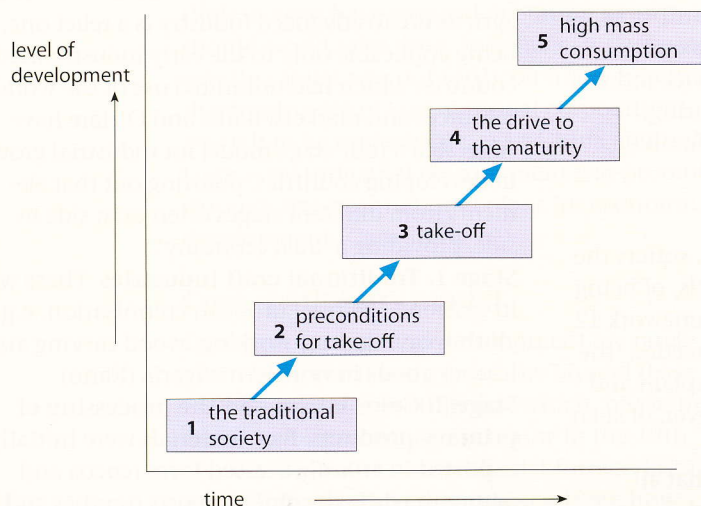 level of
development
5 high mass
consumption
4 the drive to
the maturity
3 take-off
2 preconditions
for take-off
1 the traditional
society
time